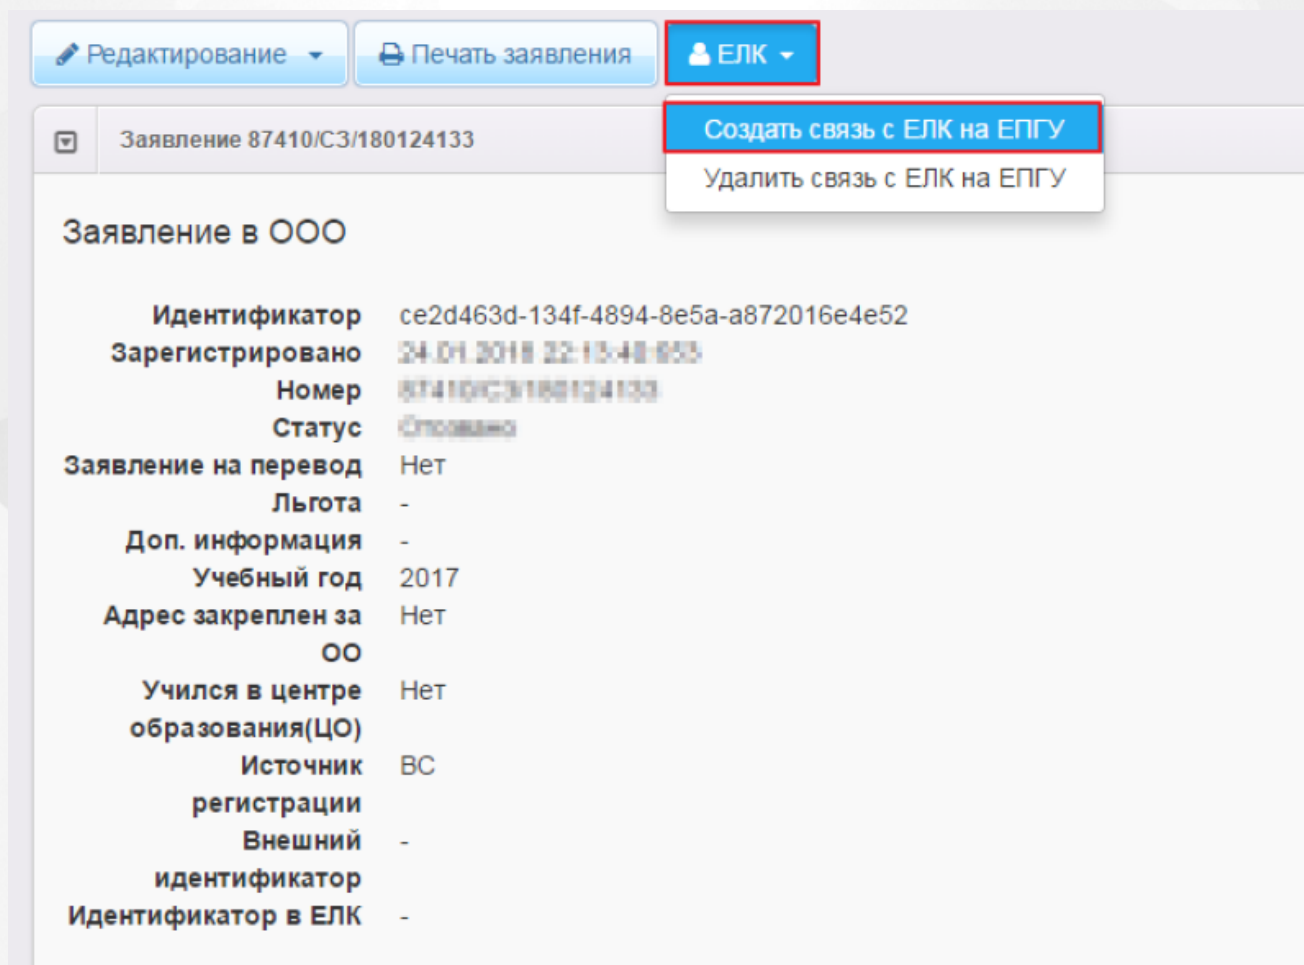 Редактирование
Печать заявления
ЕЛК
Создать связь с ЕЛК на ЕПГУ
Удалить связь с ЕЛК на ЕПГУ
Заявление 87410/СЗ/180124133
Заявление в ООО
Идентификатор ce2d463d-134f-4894-8e5a-a872016e4e52
Зарегистрировано
Номер
Статус
Заявление на перевод Нет
Льгота -
Доп. информация -
Учебный год 2017
Адрес закреплен за Нет
ОО
Учился в центре Нет
образования(ЦО)
Источник ВС
регистрации
Внешний -
идентификатор
Идентификатор в ЕЛК -